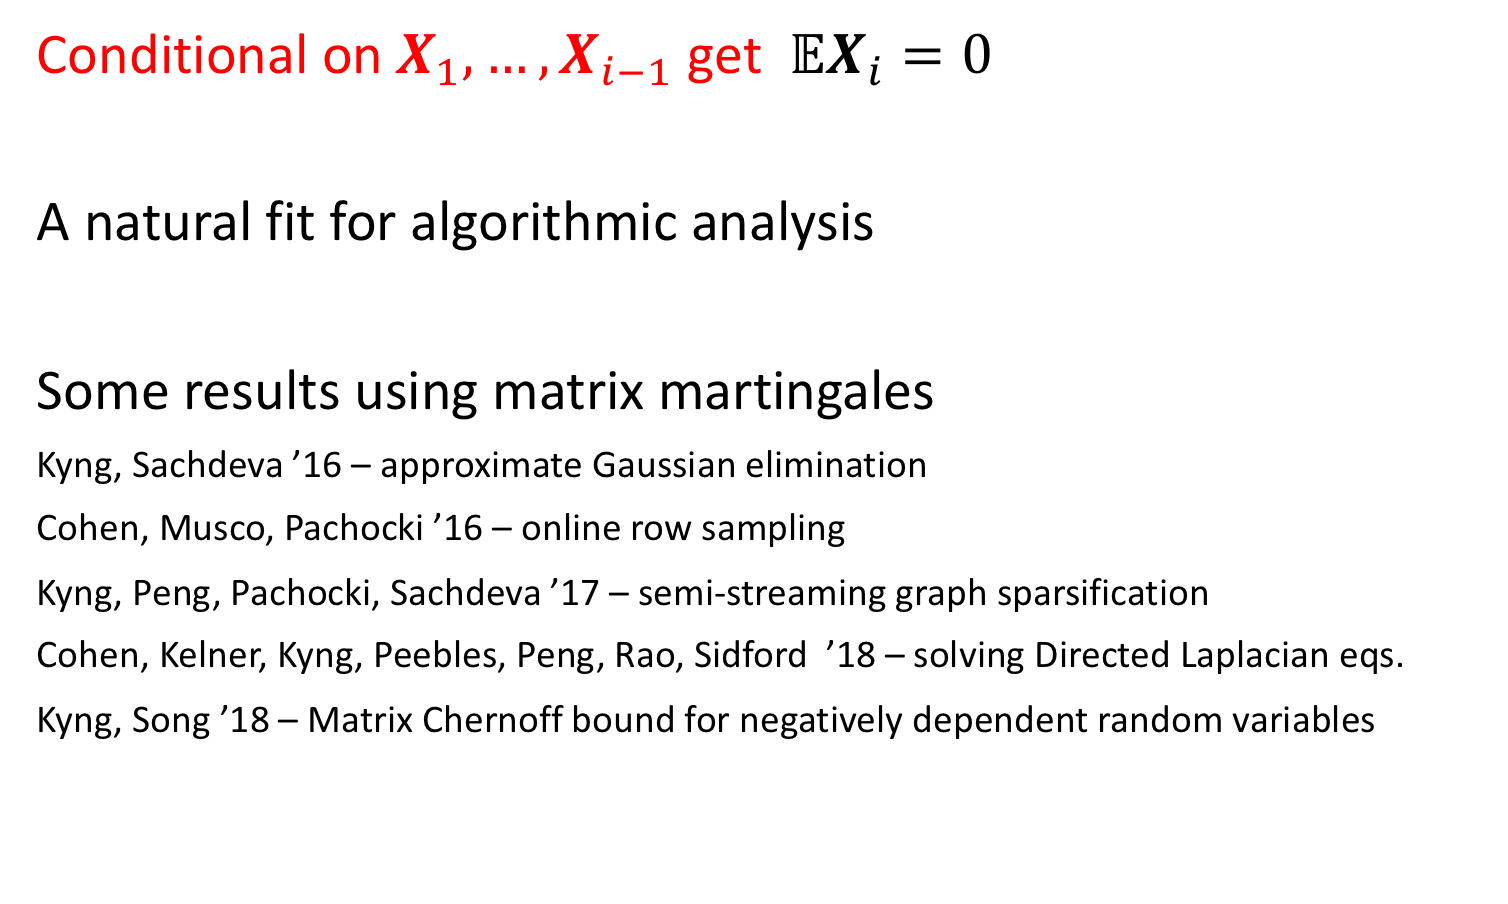 Conditional on 𝑿₁, … , 𝑿ᵢ₋₁ get 𝔼𝑿ᵢ = 0
A natural fit for algorithmic analysis
Some results using matrix martingales
Kyng, Sachdeva ’16 – approximate Gaussian elimination
Cohen, Musco, Pachocki ’16 – online row sampling
Kyng, Peng, Pachocki, Sachdeva ’17 – semi-streaming graph sparsification
Cohen, Kelner, Kyng, Peebles, Peng, Rao, Sidford ’18 – solving Directed Laplacian eqs.
Kyng, Song ’18 – Matrix Chernoff bound for negatively dependent random variables